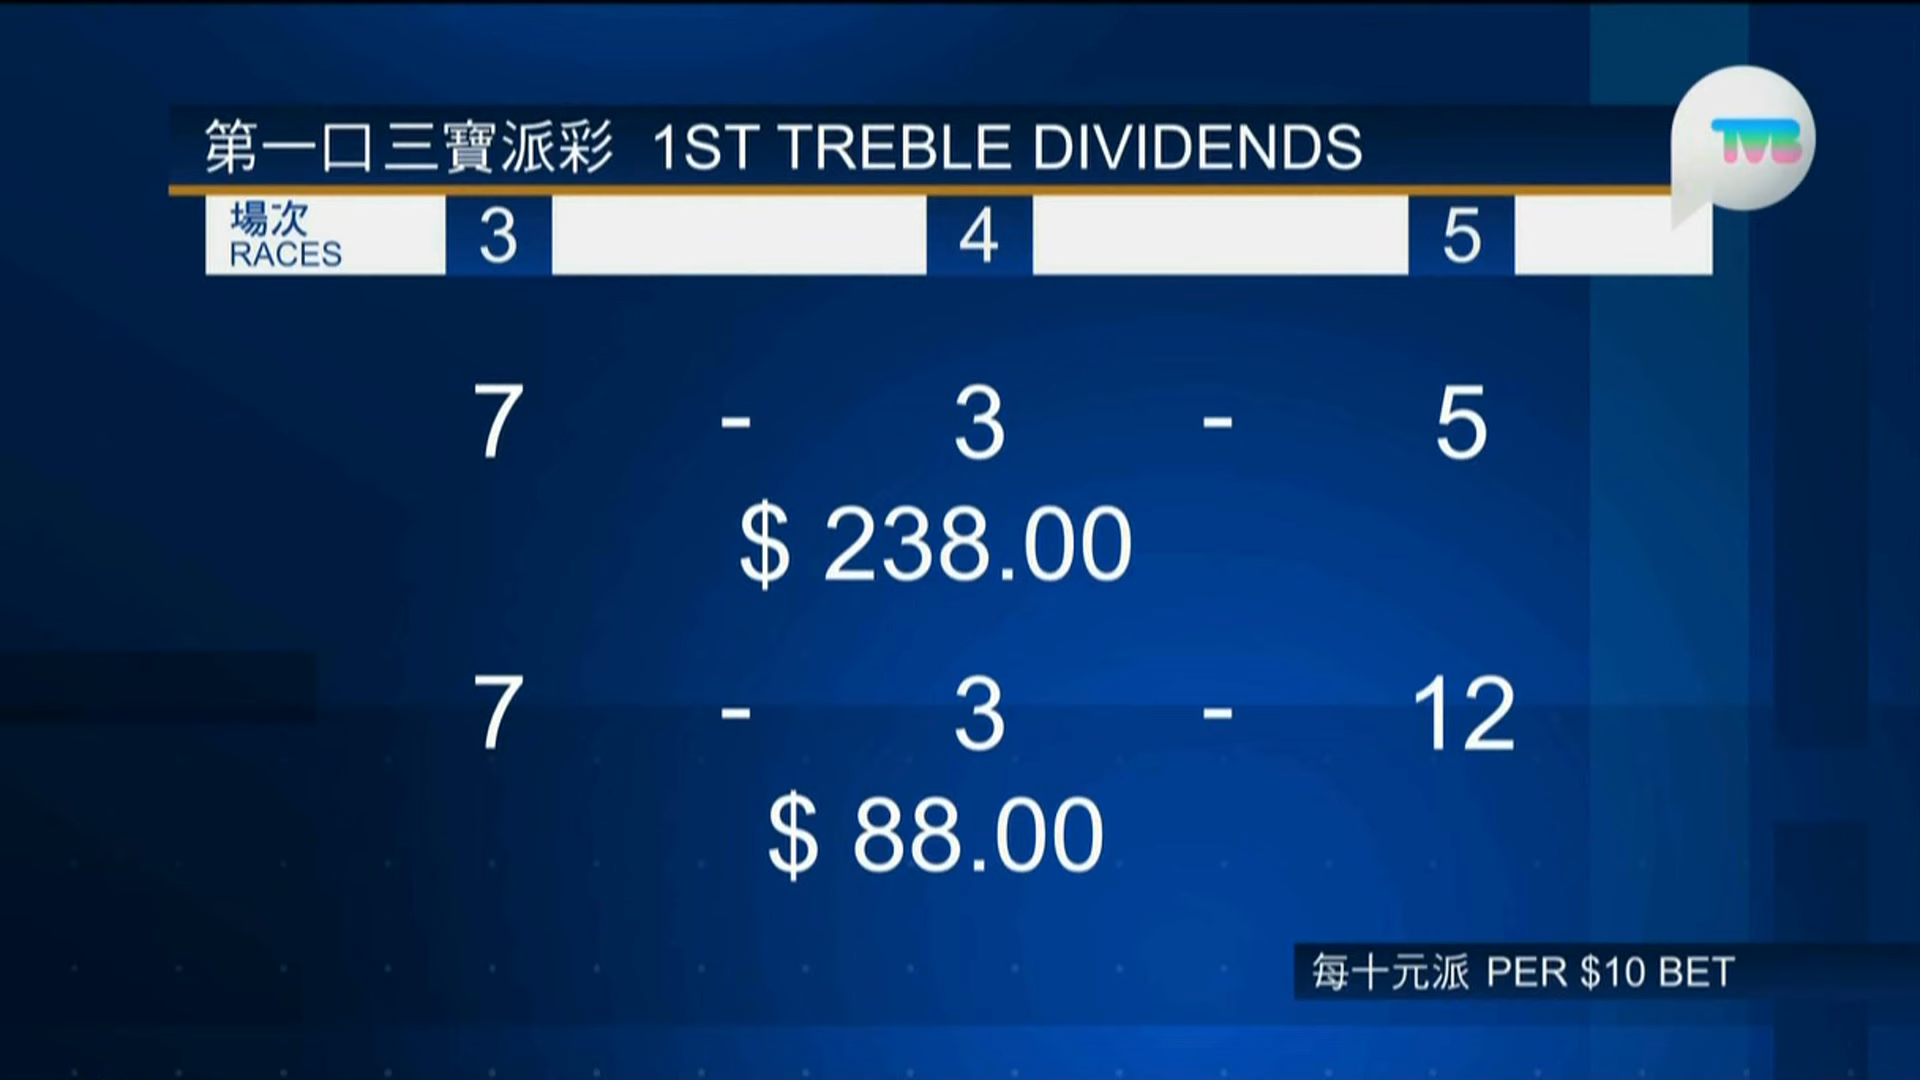 第一口三寶派彩 1ST TREBLE DIVIDENDS
TVB
場次 3 4 5
RACES
7 - 3 - 5
$ 238.00
7 - 3 - 12
$ 88.00
每十元派 PER $10 BET